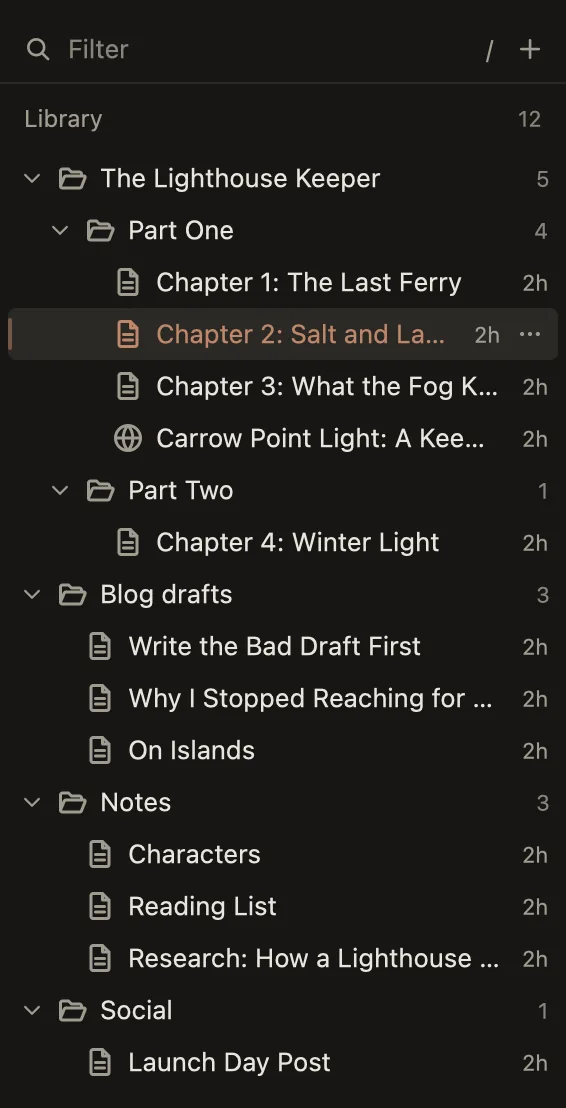 Filter /
Library 12
The Lighthouse Keeper 5
Part One 4
Chapter 1: The Last Ferry 2h
Chapter 2: Salt and La... 2h
Chapter 3: What the Fog K... 2h
Carrow Point Light: A Kee... 2h
Part Two 1
Chapter 4: Winter Light 2h
Blog drafts 3
Write the Bad Draft First 2h
Why I Stopped Reaching for ... 2h
On Islands 2h
Notes 3
Characters 2h
Reading List 2h
Research: How a Lighthouse ... 2h
Social 1
Launch Day Post 2h